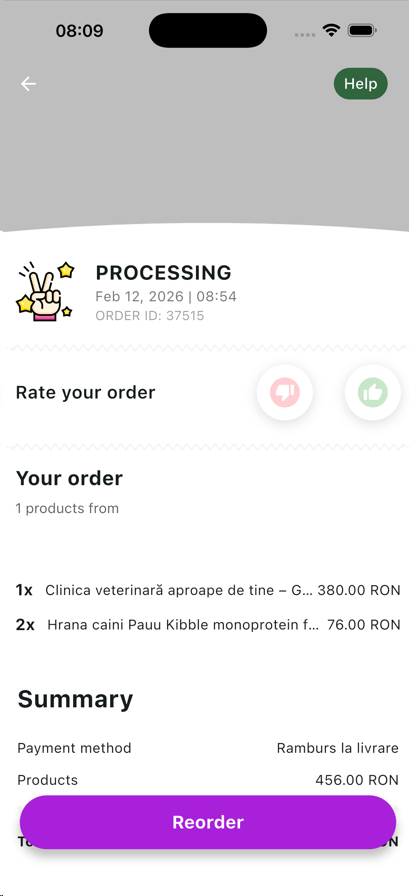 08:09
Help
PROCESSING
Feb 12, 2026 | 08:54
ORDER ID: 37515
Rate your order
Your order
1 products from
1x Clinica veterinară aproape de tine – G... 380.00 RON
2x Hrana caini Pauu Kibble monoprotein f... 76.00 RON
Summary
Payment method Ramburs la livrare
Products 456.00 RON
Reorder